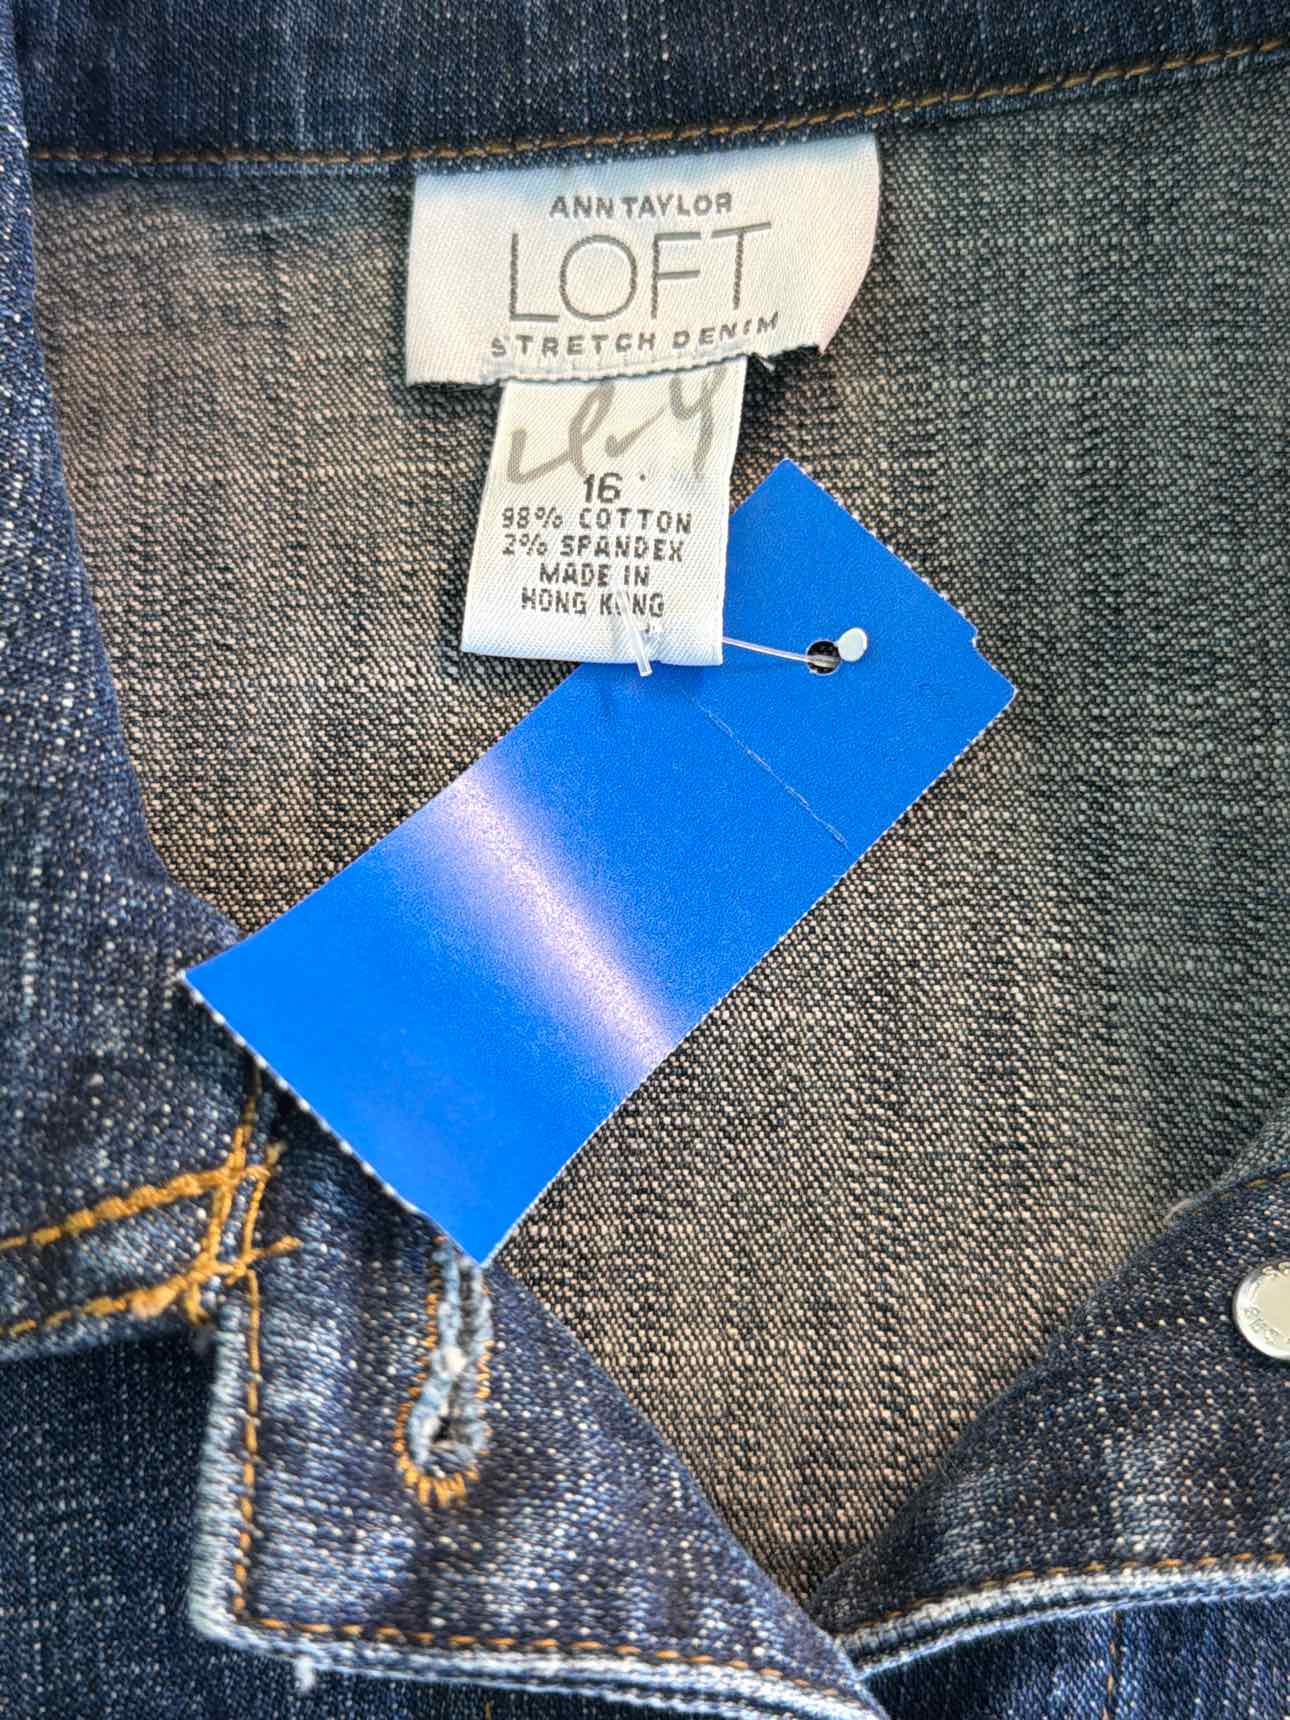 ANN TAYLOR
LOFT
STRETCH DENIM
16
98% COTTON
2% SPANDEX
MADE IN
HONG KONG